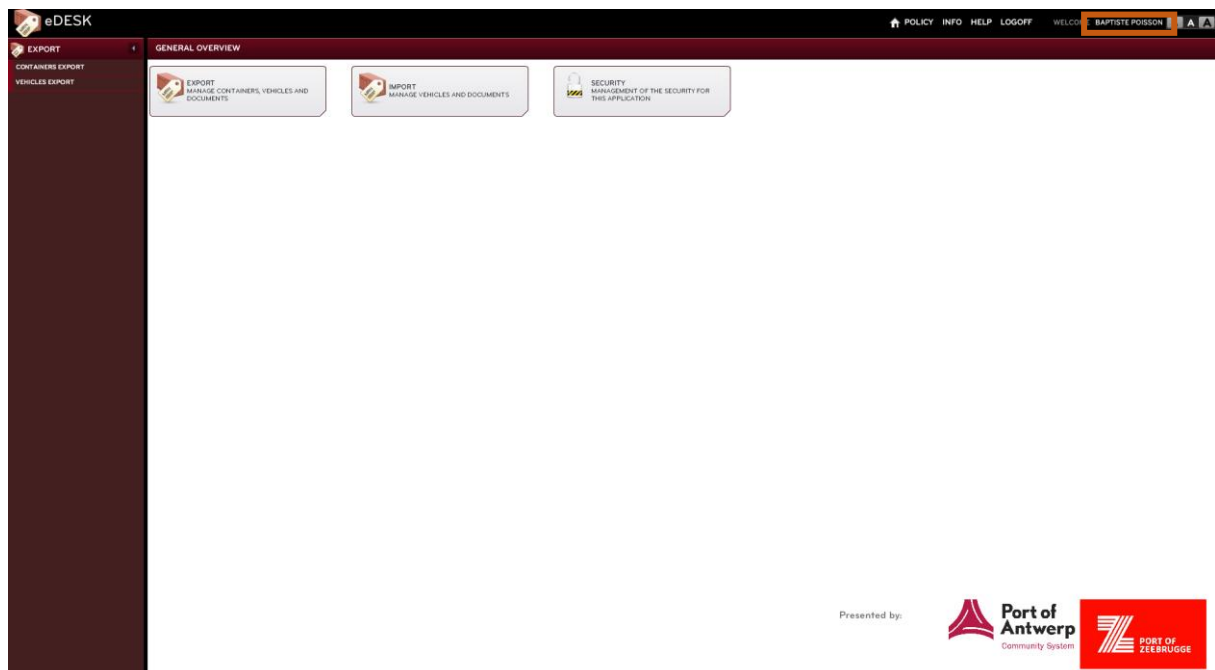 eDESK
POLICY INFO HELP LOGOFF BAPTISTE POISSON A A
EXPORT
GENERAL OVERVIEW
CONTAINERS EXPORT
VEHICLES EXPORT
EXPORT
MANAGE CONTAINERS, VEHICLES AND
DOCUMENTS
IMPORT
MANAGE VEHICLES AND DOCUMENTS
SECURITY
MANAGEMENT OF THE SECURITY FOR
THIS APPLICATION
Presented by:
Port of
Antwerp
Community System
PORT OF
ZEEBRUGGE